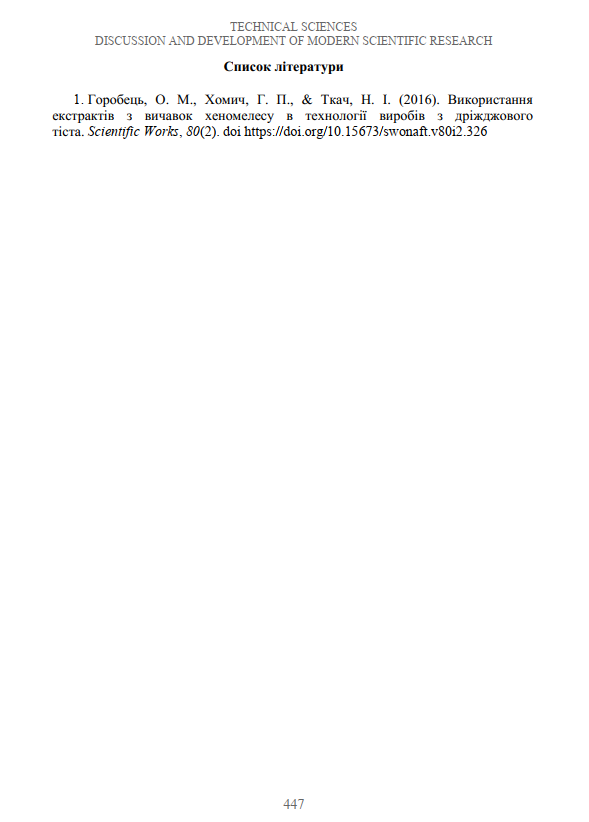 TECHNICAL SCIENCES
DISCUSSION AND DEVELOPMENT OF MODERN SCIENTIFIC RESEARCH
Список літератури
1. Горобець, О. М., Хомич, Г. П., & Ткач, Н. І. (2016). Використання
екстрактів з вичавок хеномелесу в технології виробів з дріжджового
тіста. Scientific Works, 80(2). doi https://doi.org/10.15673/swonaft.v80i2.326
447